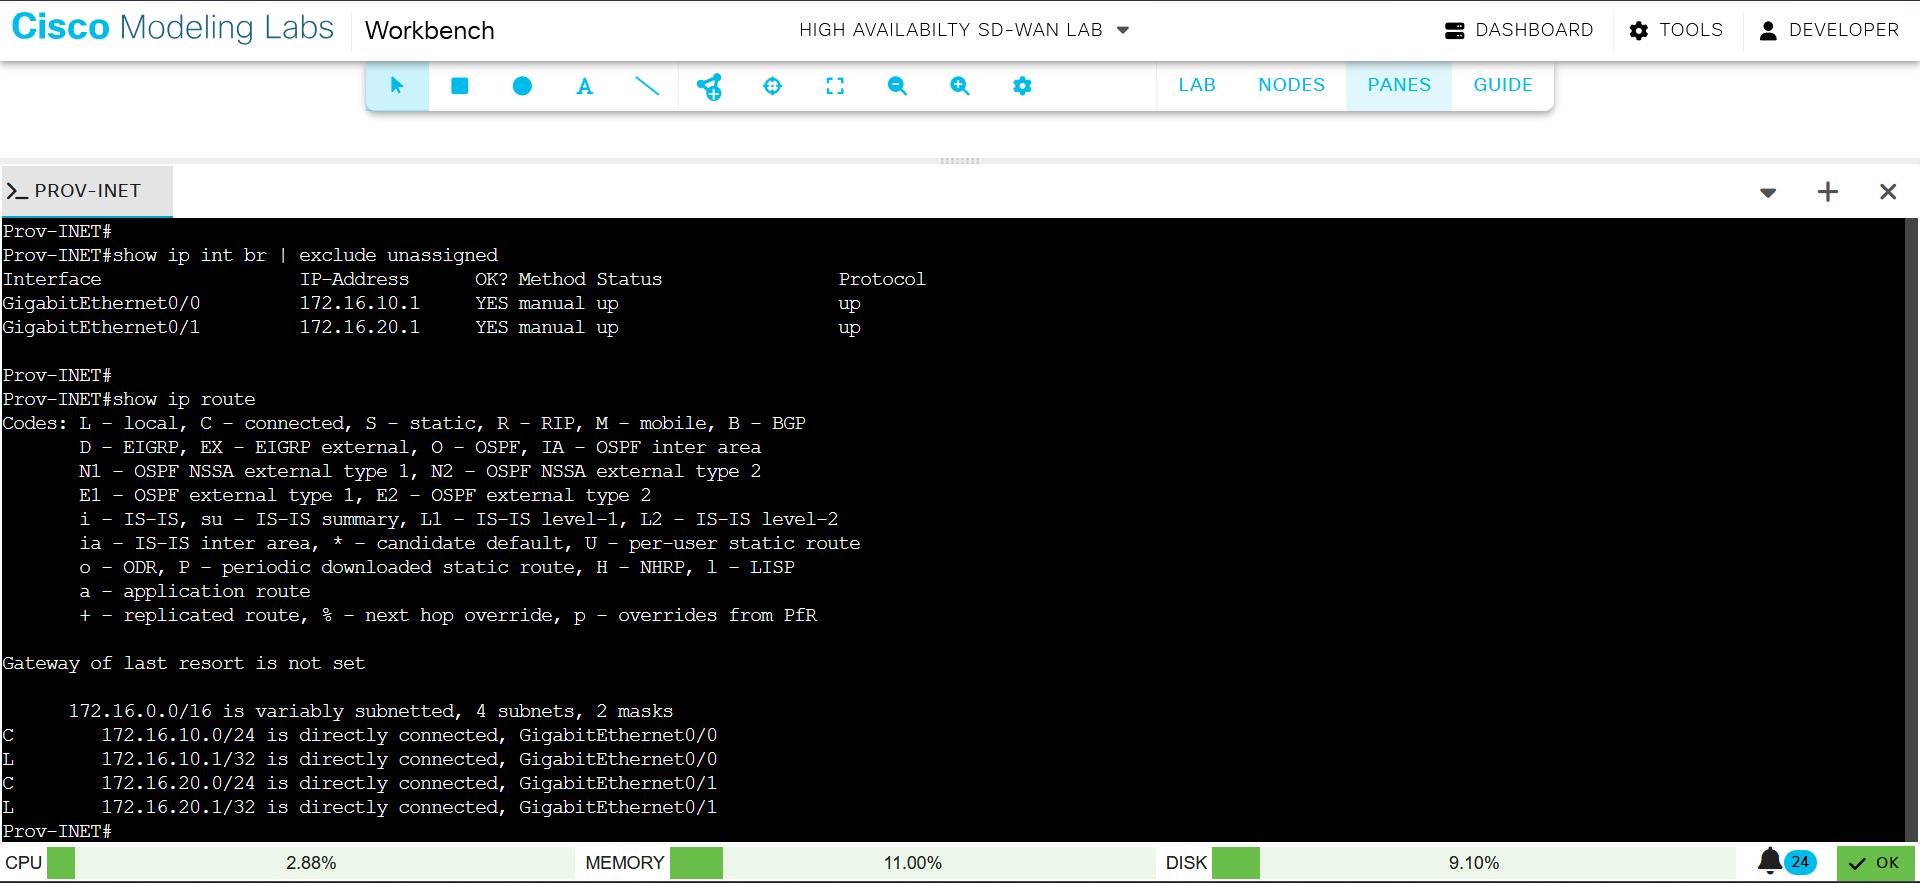 Cisco Modeling Labs Workbench HIGH AVAILABILTY SD-WAN LAB DASHBOARD TOOLS DEVELOPER
A LAB NODES PANES GUIDE
>_ PROV-INET
Prov-INET#
Prov-INET#show ip int br | exclude unassigned
Interface                  IP-Address      OK? Method Status                Protocol
GigabitEthernet0/0         172.16.10.1     YES manual up                    up
GigabitEthernet0/1         172.16.20.1     YES manual up                    up
Prov-INET#
Prov-INET#show ip route
Codes: L - local, C - connected, S - static, R - RIP, M - mobile, B - BGP
       D - EIGRP, EX - EIGRP external, O - OSPF, IA - OSPF inter area
       N1 - OSPF NSSA external type 1, N2 - OSPF NSSA external type 2
       E1 - OSPF external type 1, E2 - OSPF external type 2
       i - IS-IS, su - IS-IS summary, L1 - IS-IS level-1, L2 - IS-IS level-2
       ia - IS-IS inter area, * - candidate default, U - per-user static route
       o - ODR, P - periodic downloaded static route, H - NHRP, l - LISP
       a - application route
       + - replicated route, % - next hop override, p - overrides from PfR
Gateway of last resort is not set
      172.16.0.0/16 is variably subnetted, 4 subnets, 2 masks
C        172.16.10.0/24 is directly connected, GigabitEthernet0/0
L        172.16.10.1/32 is directly connected, GigabitEthernet0/0
C        172.16.20.0/24 is directly connected, GigabitEthernet0/1
L        172.16.20.1/32 is directly connected, GigabitEthernet0/1
Prov-INET#
CPU 2.88% MEMORY 11.00% DISK 9.10% 24 OK